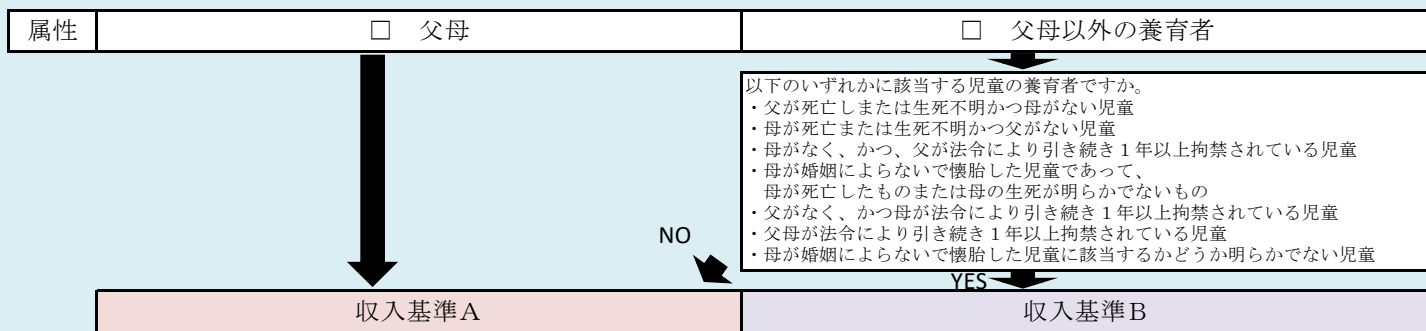 属性
□ 父母
□ 父母以外の養育者
以下のいずれかに該当する児童の養育者ですか。
・父が死亡しまたは生死不明かつ母がない児童
・母が死亡または生死不明かつ父がない児童
・母がなく、かつ、父が法令により引き続き１年以上拘禁されている児童
・母が婚姻によらないで懐胎した児童であって、
母が死亡したものまたは母の生死が明らかでないもの
・父がなく、かつ母が法令により引き続き１年以上拘禁されている児童
・父母が法令により引き続き１年以上拘禁されている児童
・母が婚姻によらないで懐胎した児童に該当するかどうか明らかでない児童
NO
YES
収入基準Ａ
収入基準Ｂ